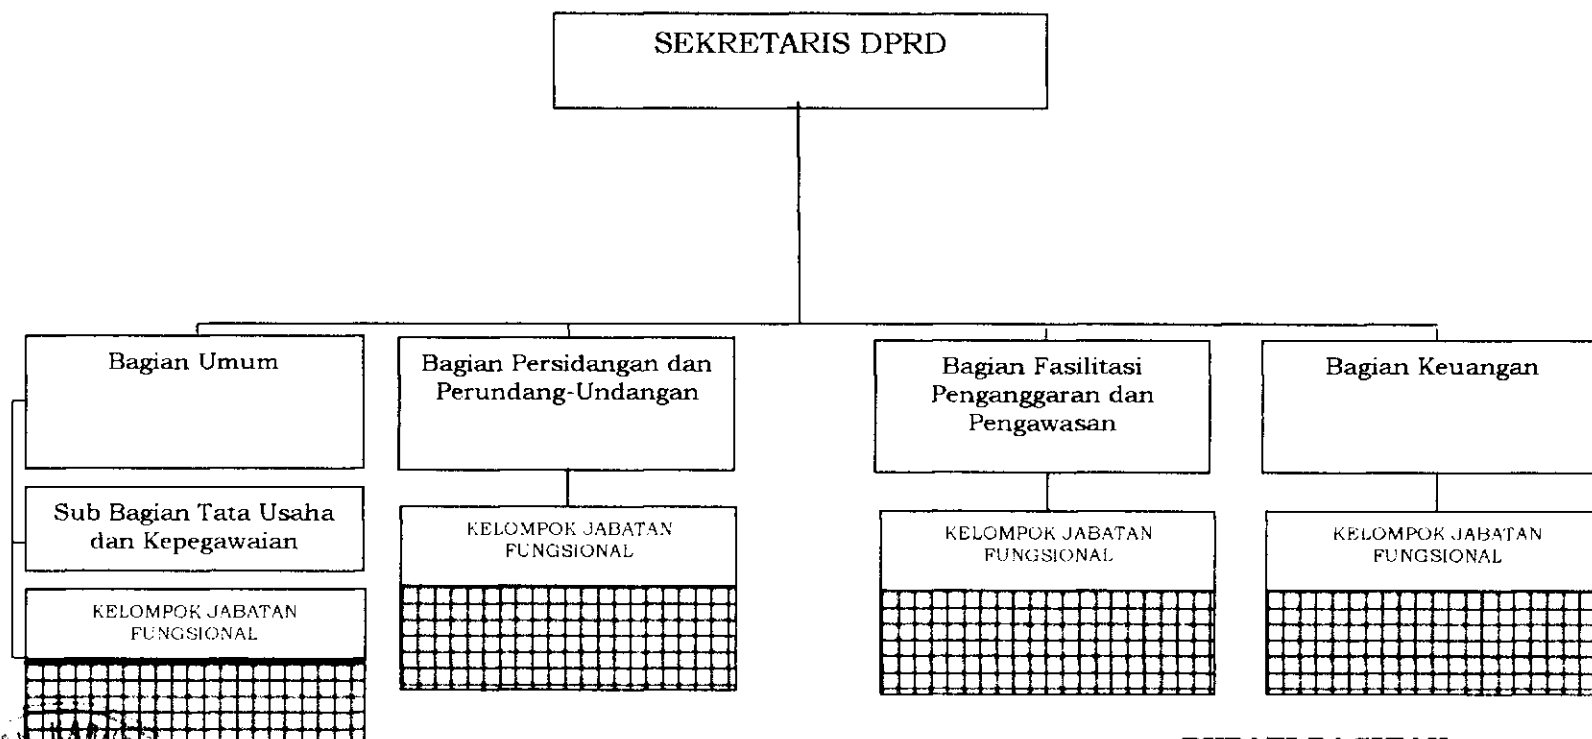 SEKRETARIS DPRD
Bagian Umum
Bagian Persidangan dan
Perundang-Undangan
Bagian Fasilitasi
Penganggaran dan
Pengawasan
Bagian Keuangan
Sub Bagian Tata Usaha
dan Kepegawaian
KELOMPOK JABATAN
FUNGSIONAL
KELOMPOK JABATAN
FUNGSIONAL
KELOMPOK JABATAN
FUNGSIONAL
KELOMPOK JABATAN
FUNGSIONAL